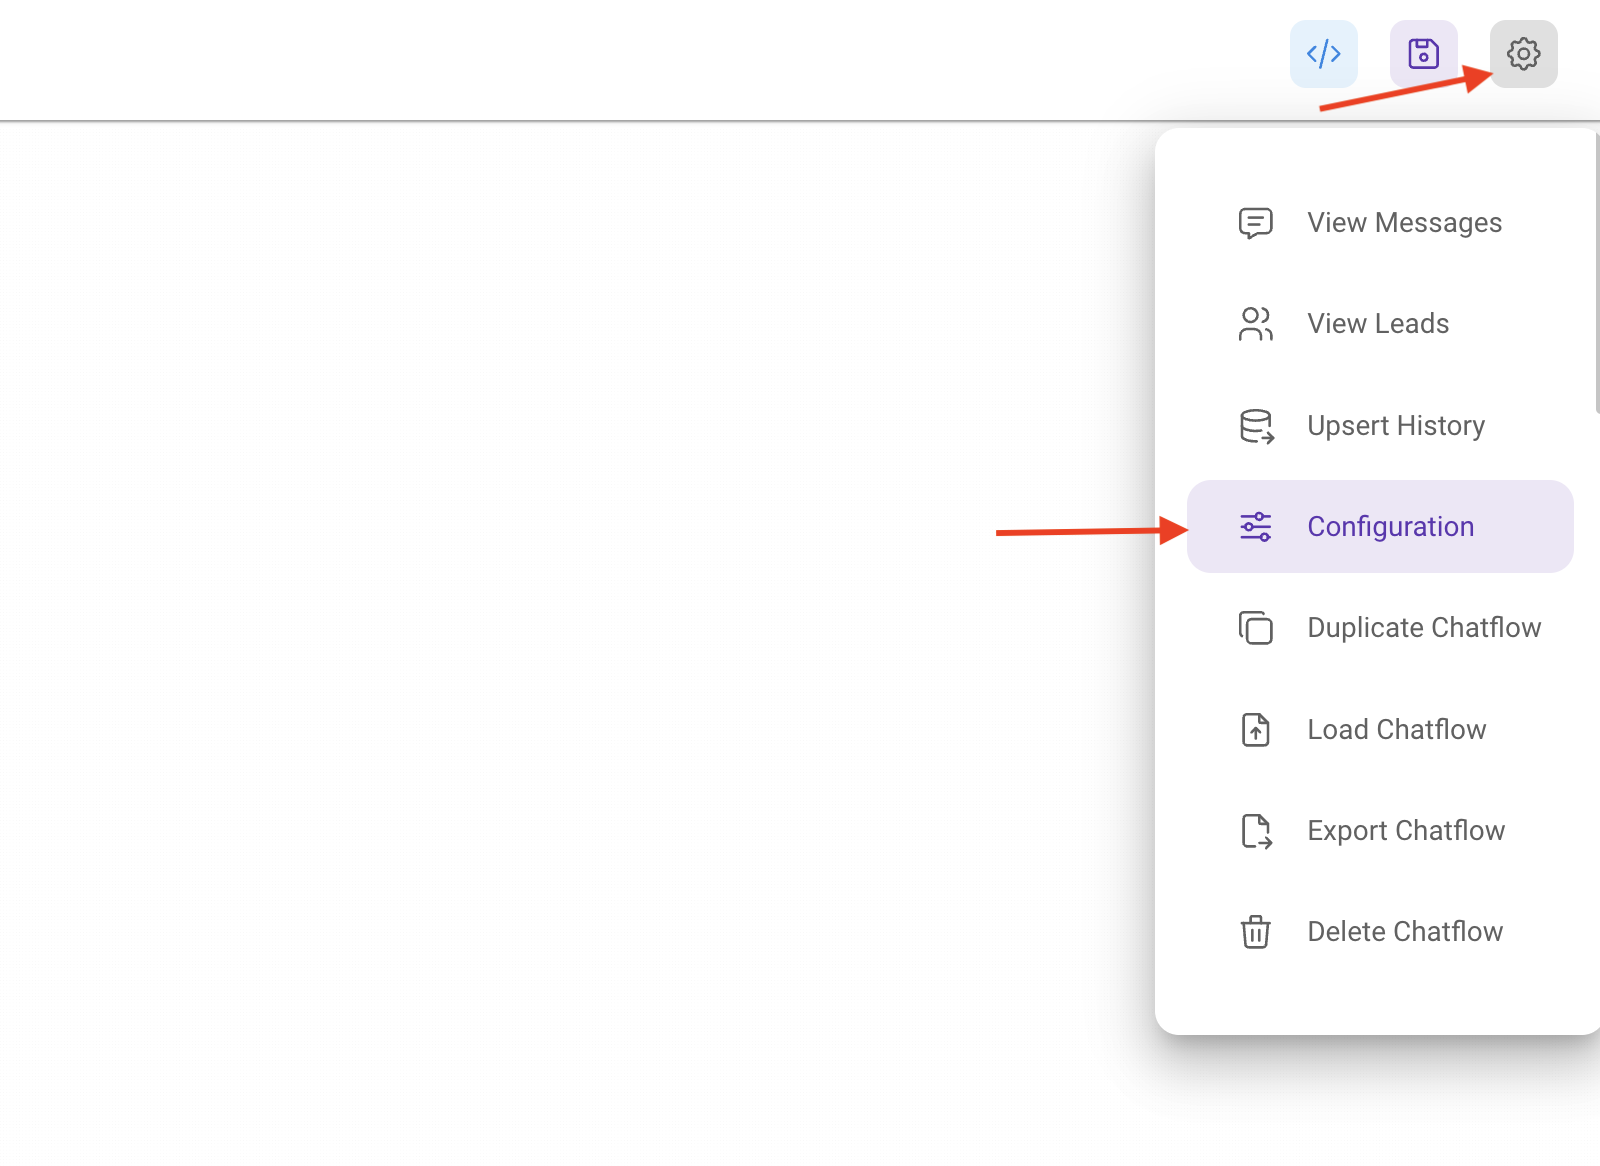 View Messages
View Leads
Upsert History
Configuration
Duplicate Chatflow
Load Chatflow
Export Chatflow
Delete Chatflow